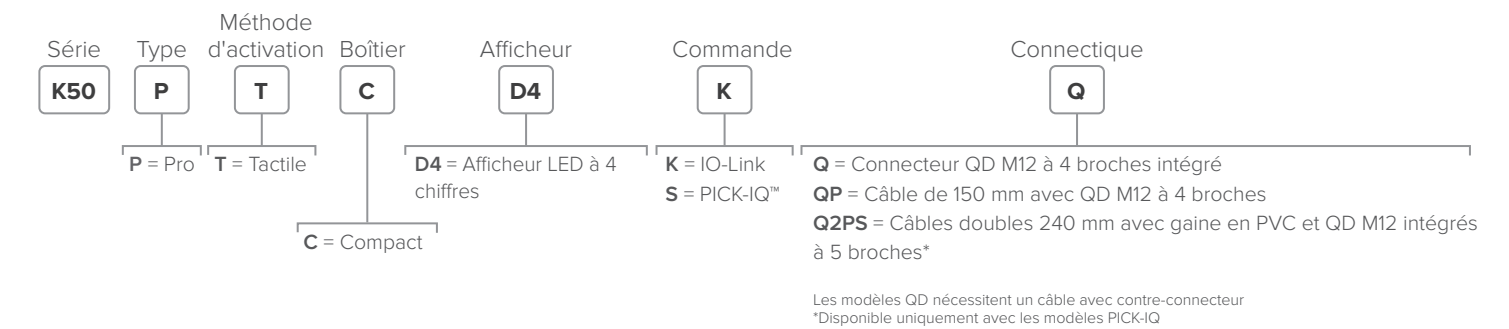 Série Type Méthode d'activation Boîtier Afficheur Commande Connectique
K50 P T C D4 K Q
P = Pro
T = Tactile
C = Compact
D4 = Afficheur LED à 4
chiffres
K = IO-Link
S = PICK-IQ™
Q = Connecteur QD M12 à 4 broches intégré
QP = Câble de 150 mm avec QD M12 à 4 broches
Q2PS = Câbles doubles 240 mm avec gaine en PVC et QD M12 intégrés
à 5 broches*
Les modèles QD nécessitent un câble avec contre-connecteur
*Disponible uniquement avec les modèles PICK-IQ